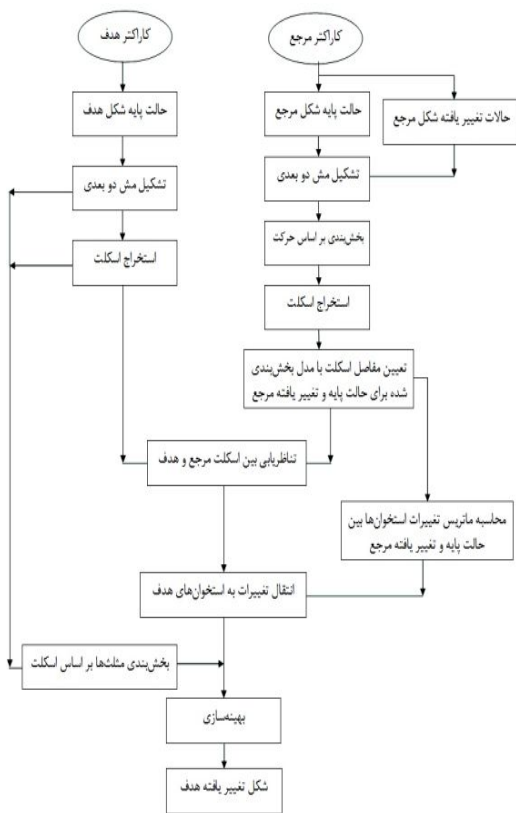 کاراکتر مرجع
کاراکتر هدف
حالات تغییر یافته شکل مرجع
حالت پایه شکل مرجع
حالت پایه شکل هدف
تشکیل مش دو بعدی
تشکیل مش دو بعدی
بخش‌بندی بر اساس حرکت
استخراج اسکلت
استخراج اسکلت
تعیین مفاصل اسکلت با مدل بخش‌بندی
شده برای حالت پایه و تغییر یافته مرجع
تناظریابی بین اسکلت مرجع و هدف
محاسبه ماتریس تغییرات استخوان‌ها بین
حالت پایه و تغییر یافته مرجع
انتقال تغییرات به استخوان‌های هدف
بخش‌بندی مثلث‌ها بر اساس اسکلت
بهینه‌سازی
شکل تغییر یافته هدف